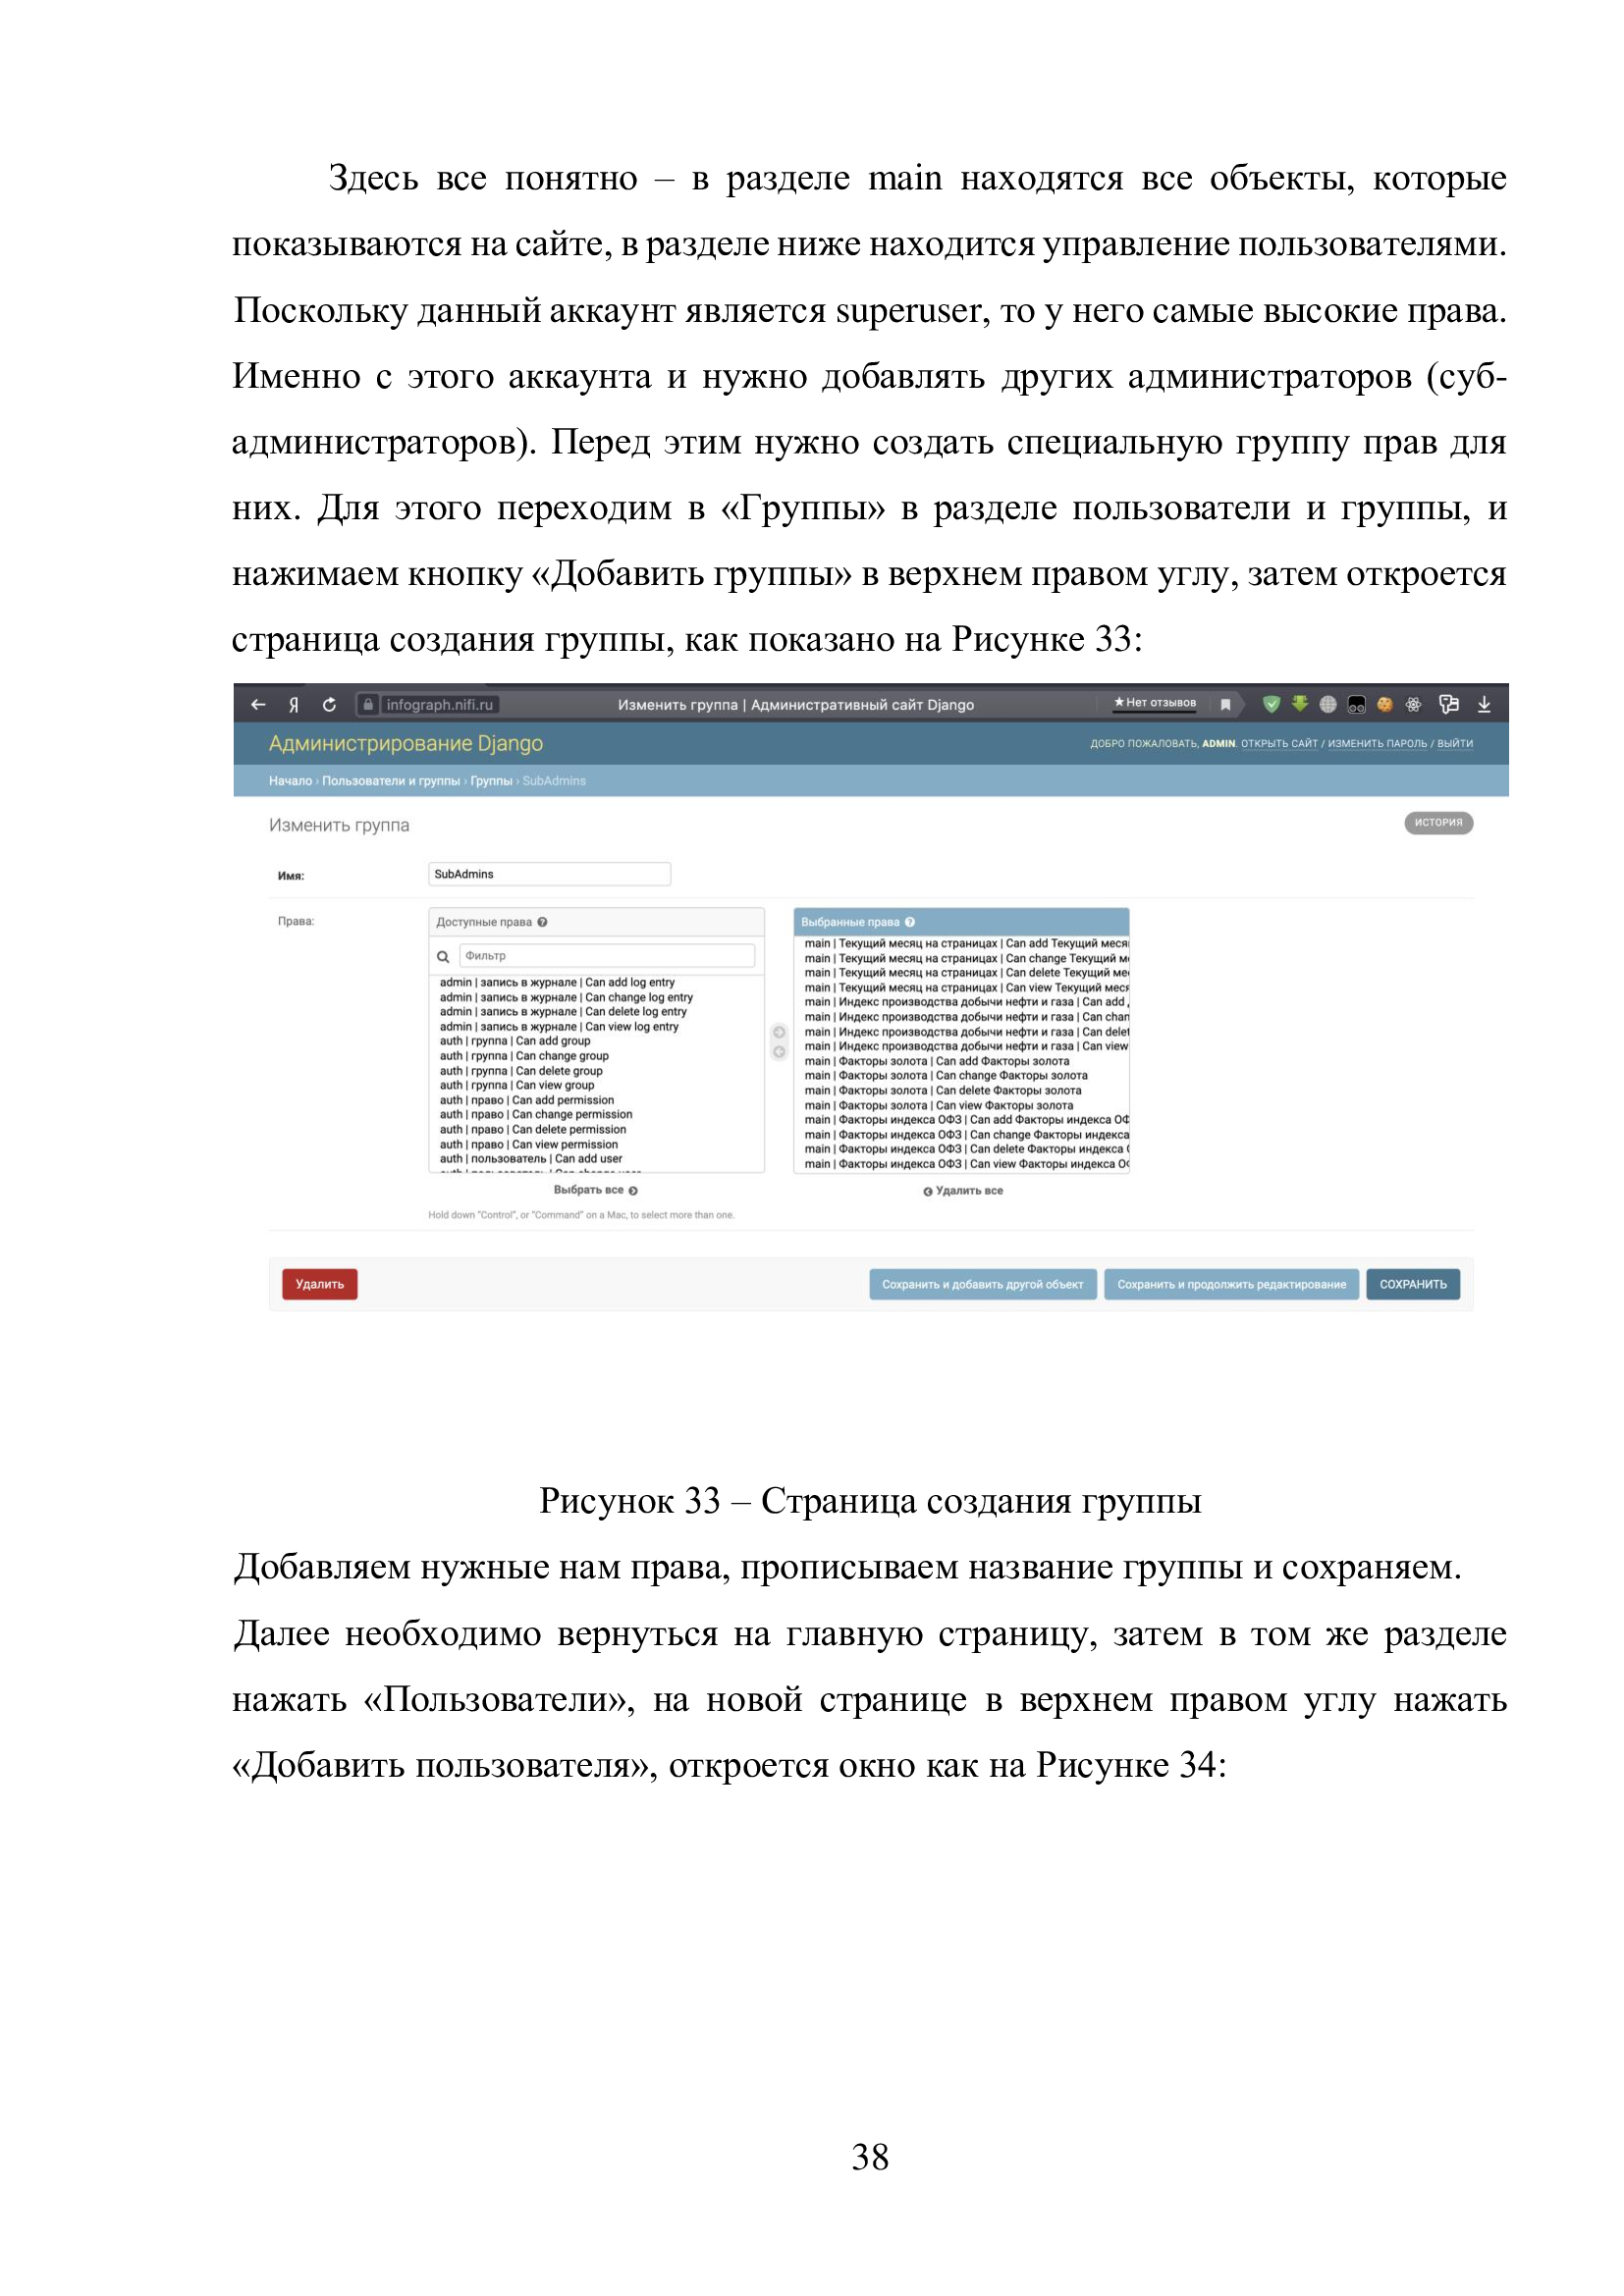 Здесь все понятно – в разделе main находятся все объекты, которые
показываются на сайте, в разделе ниже находится управление пользователями.
Поскольку данный аккаунт является superuser, то у него самые высокие права.
Именно с этого аккаунта и нужно добавлять других администраторов (суб-
администраторов). Перед этим нужно создать специальную группу прав для
них. Для этого переходим в «Группы» в разделе пользователи и группы, и
нажимаем кнопку «Добавить группы» в верхнем правом углу, затем откроется
страница создания группы, как показано на Рисунке 33:
Я infograph.nifi.ru Изменить группа | Административный сайт Django ★ Нет отзывов
Администрирование Django ДОБРО ПОЖАЛОВАТЬ, ADMIN. ОТКРЫТЬ САЙТ / ИЗМЕНИТЬ ПАРОЛЬ / ВЫЙТИ
Начало › Пользователи и группы › Группы › SubAdmins
Изменить группа ИСТОРИЯ
Имя: SubAdmins
Права:
Доступные права
Фильтр
admin | запись в журнале | Can add log entry
admin | запись в журнале | Can change log entry
admin | запись в журнале | Can delete log entry
admin | запись в журнале | Can view log entry
auth | группа | Can add group
auth | группа | Can change group
auth | группа | Can delete group
auth | группа | Can view group
auth | право | Can add permission
auth | право | Can change permission
auth | право | Can delete permission
auth | право | Can view permission
auth | пользователь | Can add user
Выбрать все
Hold down "Control", or "Command" on a Mac, to select more than one.
Выбранные права
main | Текущий месяц на страницах | Can add Текущий меся
main | Текущий месяц на страницах | Can change Текущий м
main | Текущий месяц на страницах | Can delete Текущий ме
main | Текущий месяц на страницах | Can view Текущий меся
main | Индекс производства добычи нефти и газа | Can add
main | Индекс производства добычи нефти и газа | Can chan
main | Индекс производства добычи нефти и газа | Can delet
main | Индекс производства добычи нефти и газа | Can view
main | Факторы золота | Can add Факторы золота
main | Факторы золота | Can change Факторы золота
main | Факторы золота | Can delete Факторы золота
main | Факторы золота | Can view Факторы золота
main | Факторы индекса ОФЗ | Can add Факторы индекса ОФ
main | Факторы индекса ОФЗ | Can change Факторы индекса
main | Факторы индекса ОФЗ | Can delete Факторы индекса
main | Факторы индекса ОФЗ | Can view Факторы индекса О
Удалить все
Удалить Сохранить и добавить другой объект Сохранить и продолжить редактирование СОХРАНИТЬ
Рисунок 33 – Страница создания группы
Добавляем нужные нам права, прописываем название группы и сохраняем.
Далее необходимо вернуться на главную страницу, затем в том же разделе
нажать «Пользователи», на новой странице в верхнем правом углу нажать
«Добавить пользователя», откроется окно как на Рисунке 34:
38